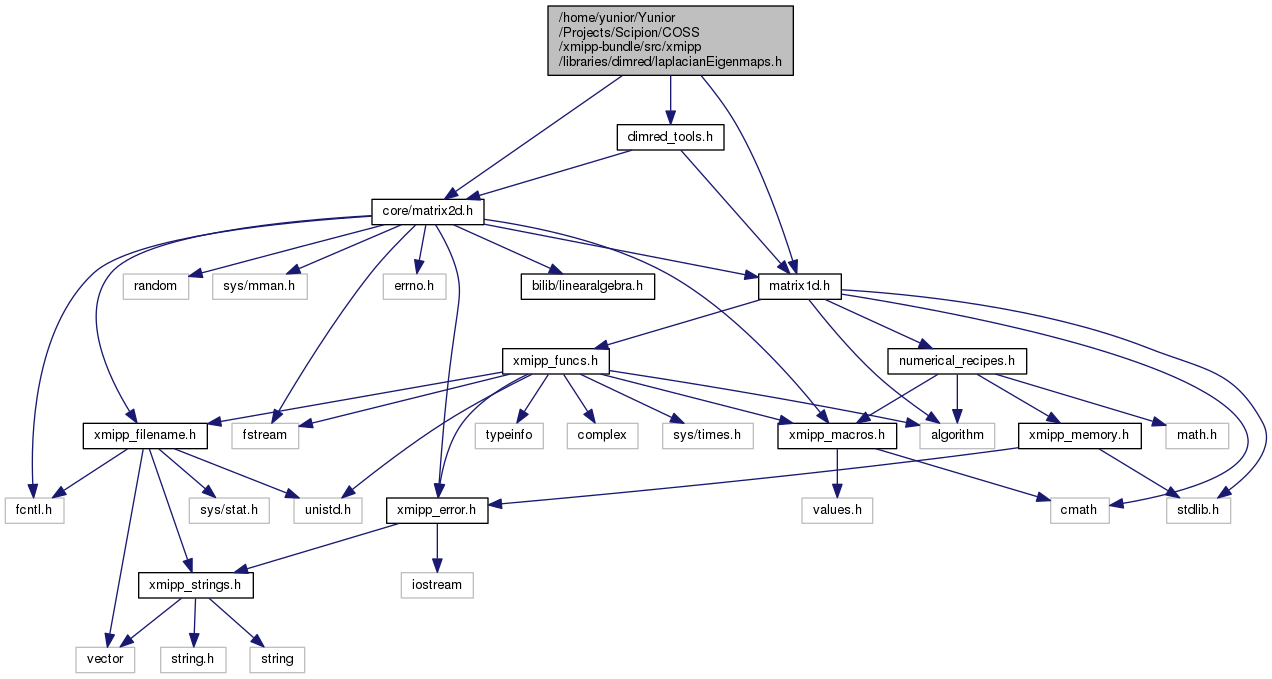 /home/yunior/Yunior
/Projects/Scipion/COSS
/xmipp-bundle/src/xmipp
/libraries/dimred/laplacianEigenmaps.h
dimred_tools.h
core/matrix2d.h
random
sys/mman.h
errno.h
bilib/linearalgebra.h
matrix1d.h
xmipp_funcs.h
numerical_recipes.h
xmipp_filename.h
fstream
typeinfo
complex
sys/times.h
xmipp_macros.h
algorithm
xmipp_memory.h
math.h
fcntl.h
sys/stat.h
unistd.h
xmipp_error.h
values.h
cmath
stdlib.h
xmipp_strings.h
iostream
vector
string.h
string